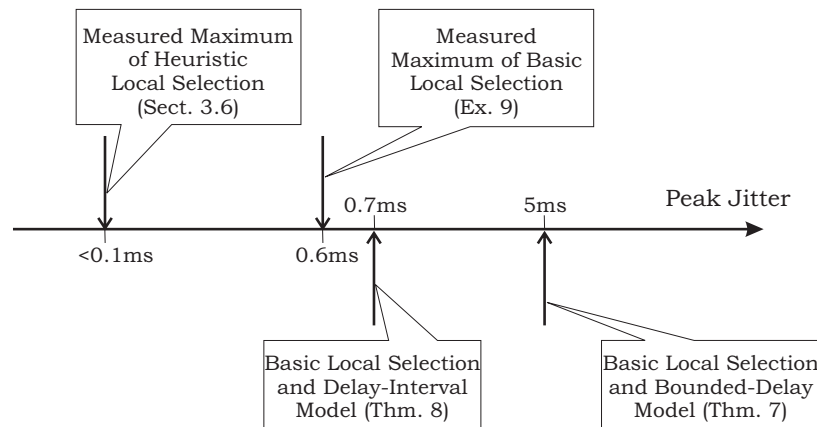 Measured Maximum
of Heuristic
Local Selection
(Sect. 3.6)
Measured
Maximum of Basic
Local Selection
(Ex. 9)
0.7ms
5ms
Peak Jitter
<0.1ms
0.6ms
Basic Local Selection
and Delay-Interval
Model (Thm. 8)
Basic Local Selection
and Bounded-Delay
Model (Thm. 7)